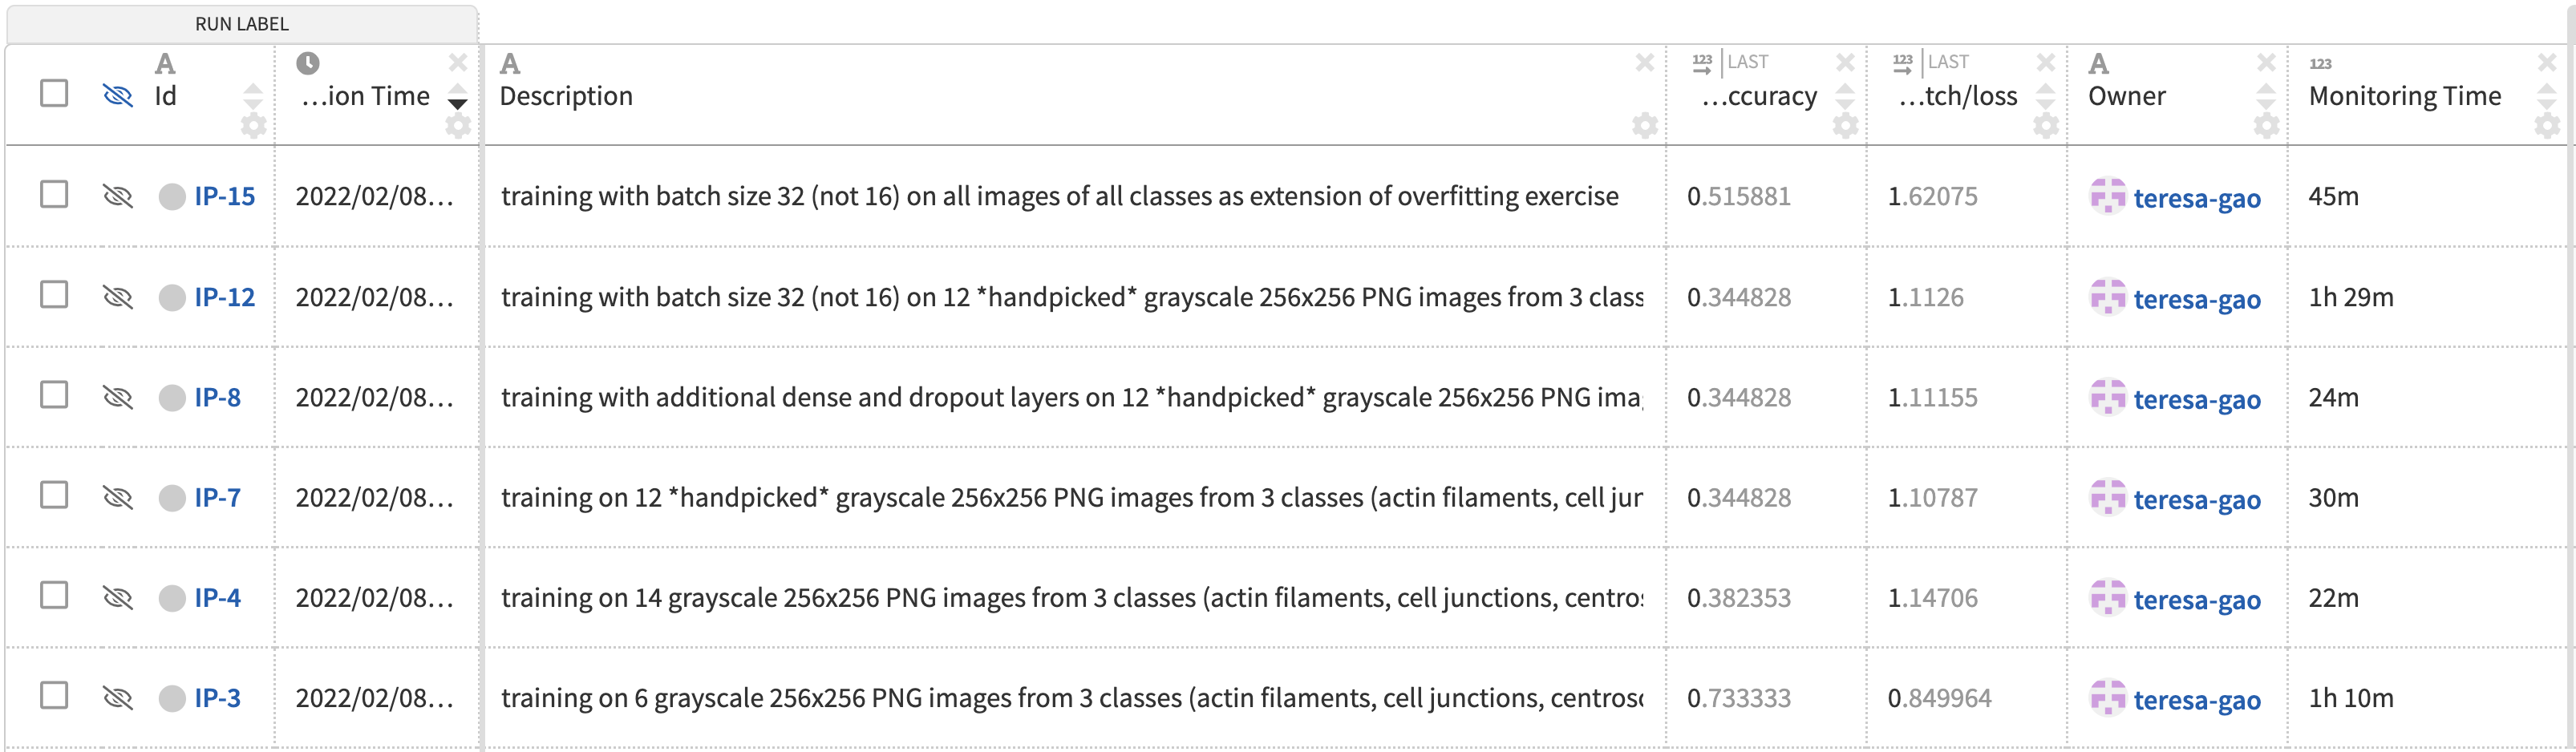 RUN LABEL
A
Id
…ion Time
A
Description
123 LAST
…ccuracy
123 LAST
…tch/loss
A
Owner
123
Monitoring Time
IP-15 2022/02/08… training with batch size 32 (not 16) on all images of all classes as extension of overfitting exercise 0.515881 1.62075 teresa-gao 45m
IP-12 2022/02/08… training with batch size 32 (not 16) on 12 *handpicked* grayscale 256x256 PNG images from 3 class 0.344828 1.1126 teresa-gao 1h 29m
IP-8 2022/02/08… training with additional dense and dropout layers on 12 *handpicked* grayscale 256x256 PNG ima 0.344828 1.11155 teresa-gao 24m
IP-7 2022/02/08… training on 12 *handpicked* grayscale 256x256 PNG images from 3 classes (actin filaments, cell jun 0.344828 1.10787 teresa-gao 30m
IP-4 2022/02/08… training on 14 grayscale 256x256 PNG images from 3 classes (actin filaments, cell junctions, centros 0.382353 1.14706 teresa-gao 22m
IP-3 2022/02/08… training on 6 grayscale 256x256 PNG images from 3 classes (actin filaments, cell junctions, centroso 0.733333 0.849964 teresa-gao 1h 10m